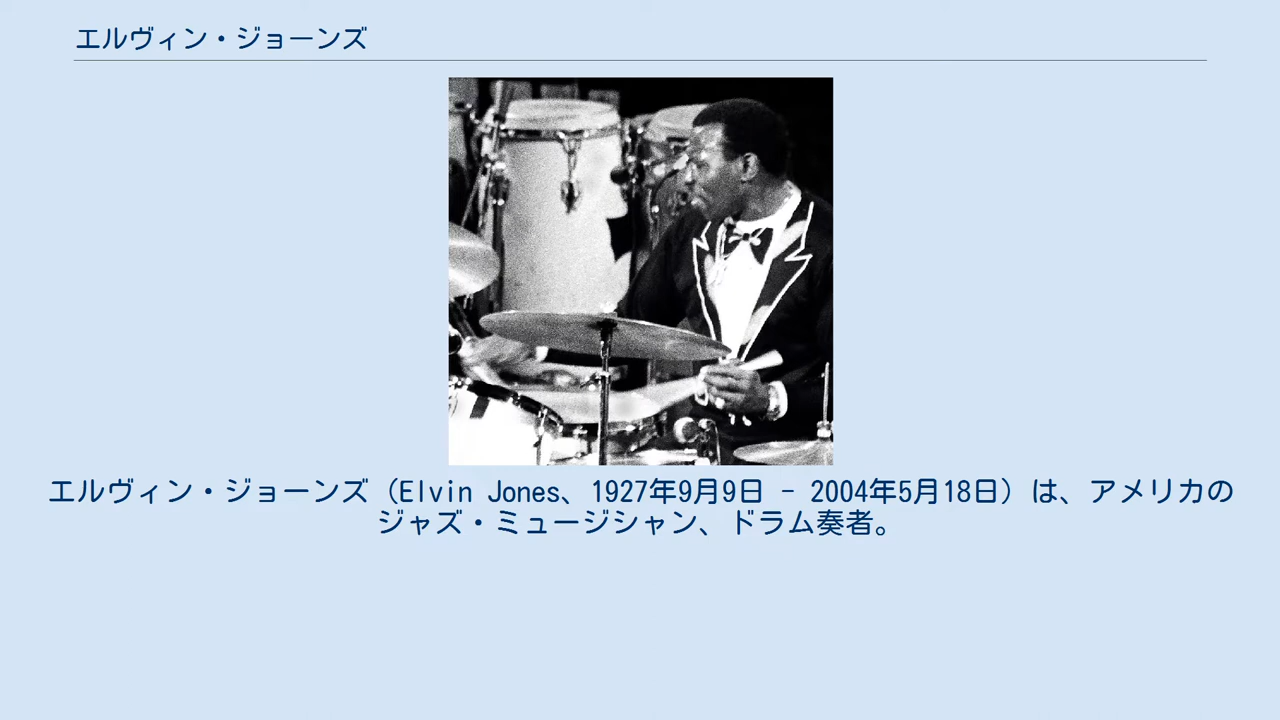 エルヴィン・ジョーンズ
エルヴィン・ジョーンズ（Elvin Jones、1927年9月9日 - 2004年5月18日）は、アメリカの
ジャズ・ミュージシャン、ドラム奏者。